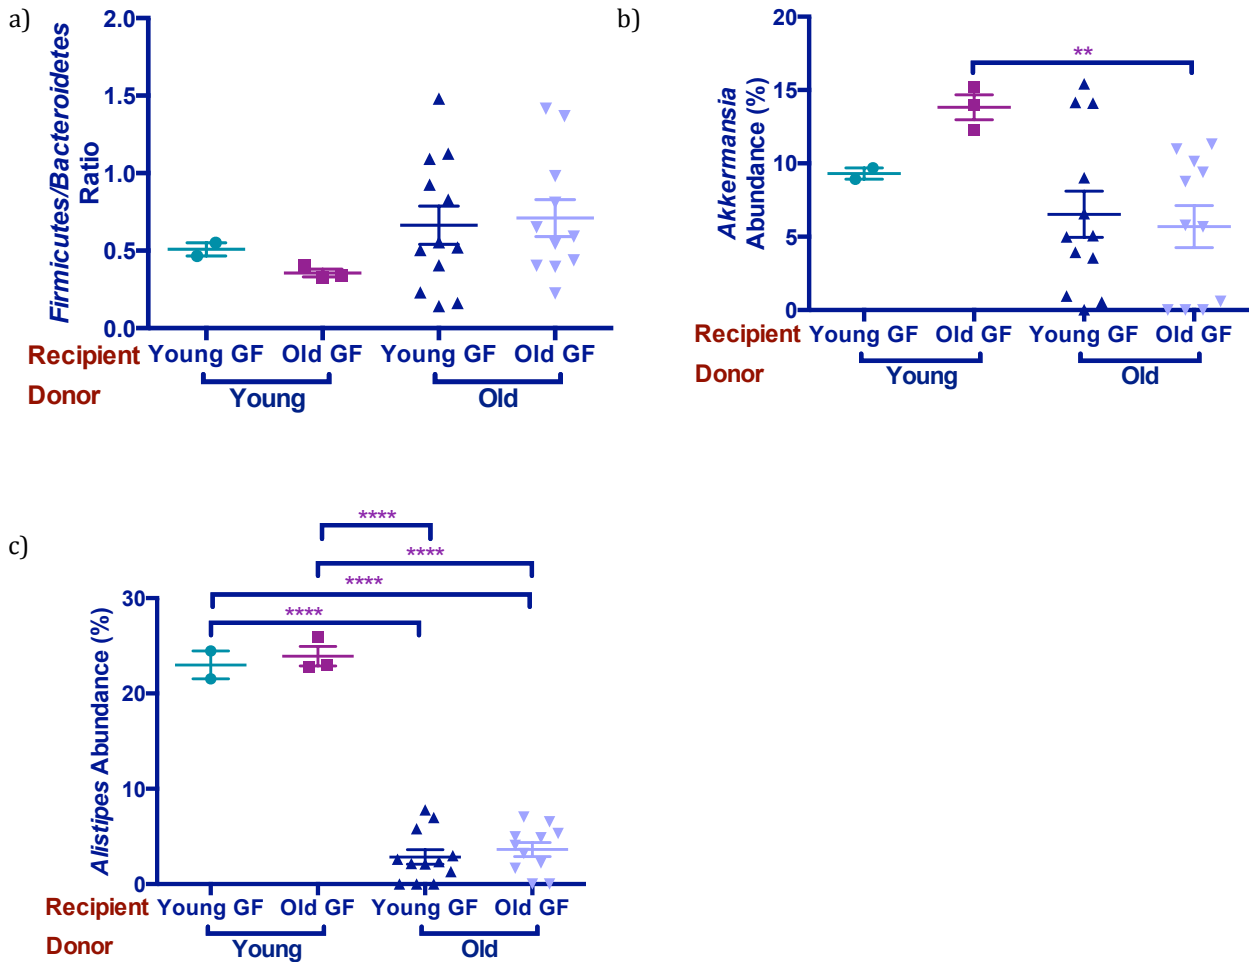 a)
Firmicutes/Bacteroidetes
Ratio
2.0
1.5
1.0
0.5
0.0
Recipient Young GF Old GF Young GF Old GF
Donor Young Old
b)
Akkermansia
Abundance (%)
20
15
10
5
0
**
Recipient Young GF Old GF Young GF Old GF
Donor Young Old
c)
Alistipes Abundance (%)
****
****
****
****
30
20
10
0
Recipient Young GF Old GF Young GF Old GF
Donor Young Old